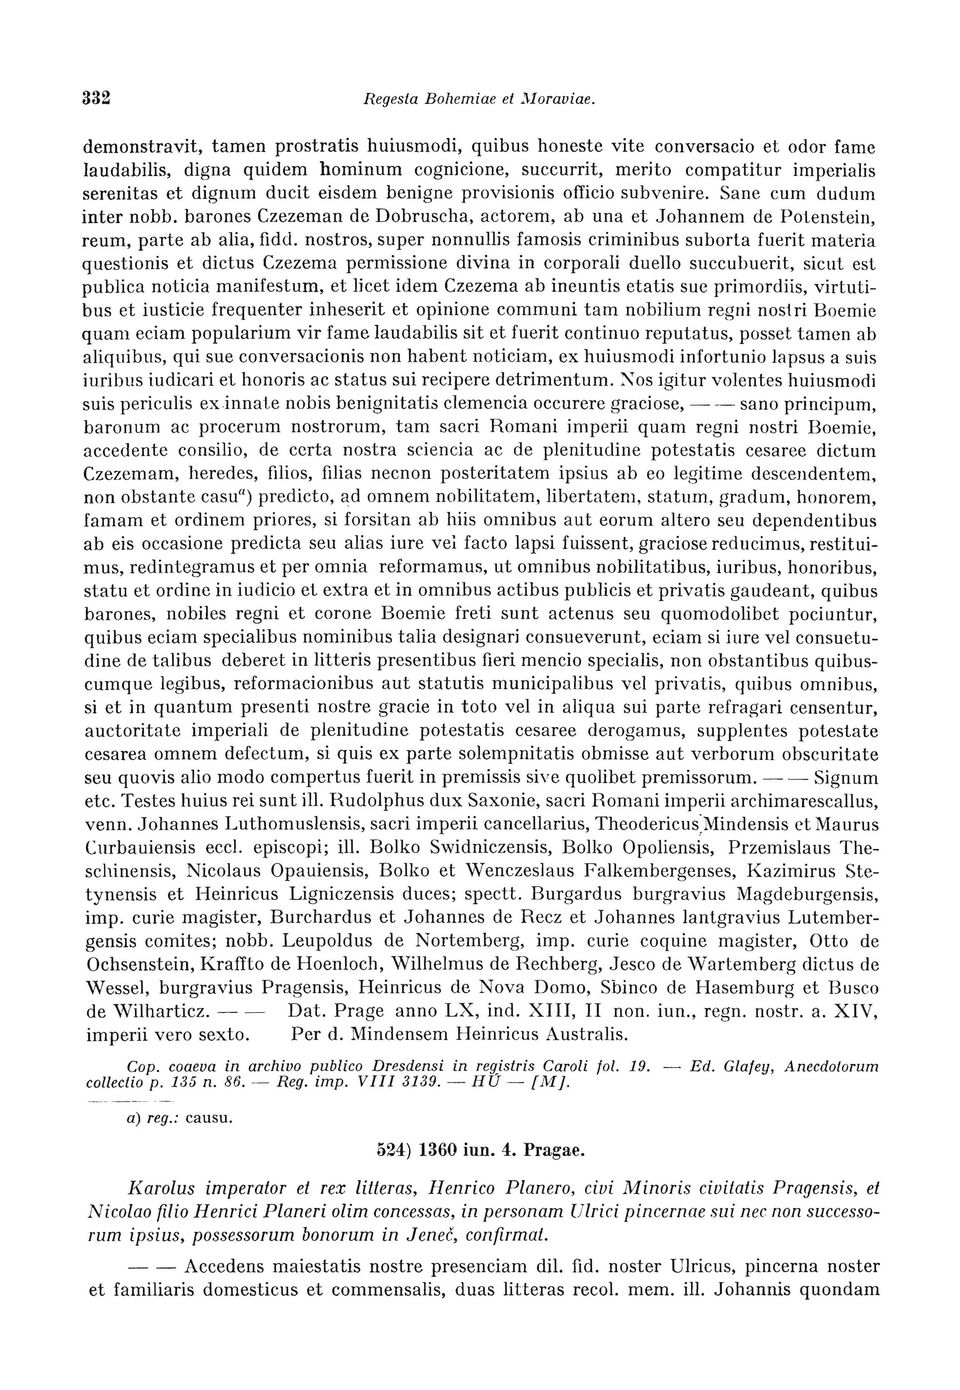 332 Regesta Bohemiae et Moraviae.
demonstravit, tamen prostratis huiusmodi, quibus honeste vite conversacio et odor fame
laudabilis, digna quidem hominum cognicione, succurrit, merito compatitur imperialis
serenitas et dignum ducit eisdem benigne provisionis officio subvenire. Sane cum dudum
inter nobb. barones Czezeman de Dobruscha, actorem, ab una et Johannem de Potenstein,
reum, parte ab alia, fidd. nostros, super nonnullis famosis criminibus suborta fuerit materia
questionis et dictus Czezema permissione divina in corporali duello succubuerit, sicut est
publica noticia manifestum, et licet idem Czezema ab ineuntis etatis sue primordiis, virtuti-
bus et iusticie frequenter inheserit et opinione communi tam nobilium regni nostri Boemie
quam eciam popularium vir fame laudabilis sit et fuerit continuo reputatus, posset tamen ab
aliquibus, qui sue conversacionis non habent noticiam, ex huiusmodi infortunio lapsus a suis
iuribus iudicari et honoris ac status sui recipere detrimentum. Nos igitur volentes huiusmodi
suis periculis ex innate nobis benignitatis clemencia occurere graciose, — — sano principum,
baronum ac procerum nostrorum, tam sacri Romani imperii quam regni nostri Boemie,
accedente consilio, de certa nostra sciencia ac de plenitudine potestatis cesaree dictum
Czezemam, heredes, filios, filias necnon posteritatem ipsius ab eo legitime descendentem,
non obstante casu<sup>a</sup>) predicto, ad omnem nobilitatem, libertatem, statum, gradum, honorem,
famam et ordinem priores, si forsitan ab hiis omnibus aut eorum altero seu dependentibus
ab eis occasione predicta seu alias iure vel facto lapsi fuissent, graciose reducimus, restitui-
mus, redintegramus et per omnia reformamus, ut omnibus nobilitatibus, iuribus, honoribus,
statu et ordine in iudicio et extra et in omnibus actibus publicis et privatis gaudeant, quibus
barones, nobiles regni et corone Boemie freti sunt actenus seu quomodolibet pociuntur,
quibus eciam specialibus nominibus talia designari consueverunt, eciam si iure vel consuetu-
dine de talibus deberet in litteris presentibus fieri mencio specialis, non obstantibus quibus-
cumque legibus, reformacionibus aut statutis municipalibus vel privatis, quibus omnibus,
si et in quantum presenti nostre gracie in toto vel in aliqua sui parte refragari censentur,
auctoritate imperiali de plenitudine potestatis cesaree derogamus, supplentes potestate
cesarea omnem defectum, si quis ex parte solempnitatis obmisse aut verborum obscuritate
seu quovis alio modo compertus fuerit in premissis sive quolibet premissorum. — — Signum
etc. Testes huius rei sunt ill. Rudolphus dux Saxonie, sacri Romani imperii archimarescallus,
venn. Johannes Luthomuslensis, sacri imperii cancellarius, Theodericus Mindensis et Maurus
Curbauiensis eccl. episcopi; ill. Bolko Swidniczensis, Bolko Opoliensis, Przemislaus The-
schinensis, Nicolaus Opauiensis, Bolko et Wenczeslaus Falkembergenses, Kazimirus Ste-
tynensis et Heinricus Ligniczensis duces; spectt. Burgardus burgravius Magdeburgensis,
imp. curie magister, Burchardus et Johannes de Recz et Johannes lantgravius Lutember-
gensis comites; nobb. Leupoldus de Nortemberg, imp. curie coquine magister, Otto de
Ochsenstein, Kraffto de Hoenloch, Wilhelmus de Rechberg, Jesco de Wartemberg dictus de
Wessel, burgravius Pragensis, Heinricus de Nova Domo, Sbinco de Hasemburg et Busco
de Wilharticz. — — Dat. Prage anno LX, ind. XIII, II non. iun., regn. nostr. a. XIV,
imperii vero sexto. Per d. Mindensem Heinricus Australis.
Cop. coaeva in archivo publico Dresdensi in registris Caroli fol. 19. — Ed. Glafey, Anecdotorum
collectio p. 135 n. 86. — Reg. imp. VIII 3139. — HÚ — [M].
a) reg.: causu.
524) 1360 iun. 4. Pragae.
Karolus imperator et rex litteras, Henrico Planero, civi Minoris civitatis Pragensis, et
Nicolao filio Henrici Planeri olim concessas, in personam Ulrici pincernae sui nec non successo-
rum ipsius, possessorum bonorum in Jeneč, confirmat.
— — Accedens maiestatis nostre presenciam dil. fid. noster Ulricus, pincerna noster
et familiaris domesticus et commensalis, duas litteras recol. mem. ill. Johannis quondam